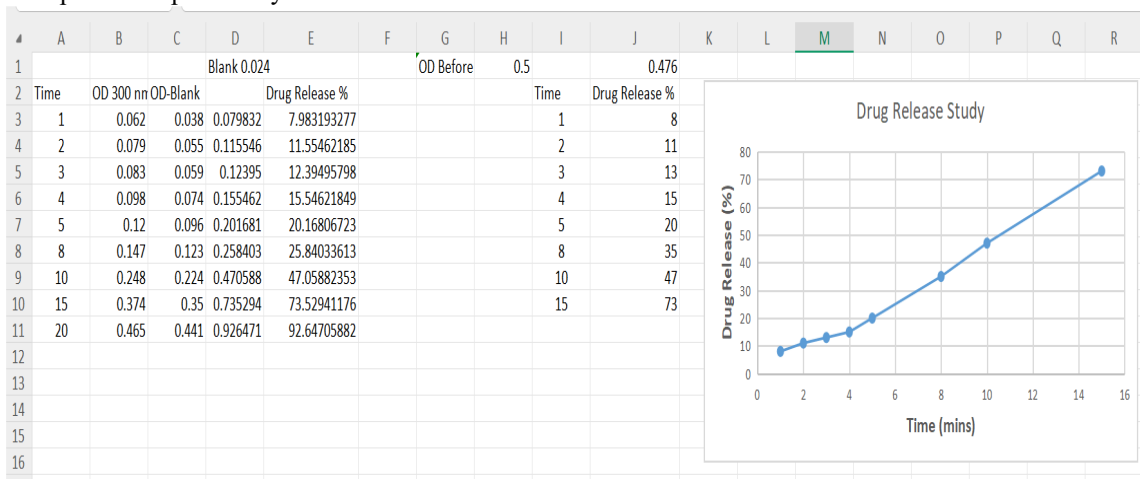 A B C D E F G H I J K L M N O P Q R
1 Blank 0.024 OD Before 0.5 0.476
2 Time OD 300 nm OD-Blank Drug Release % Time Drug Release %
3 1 0.062 0.038 0.079832 7.983193277 1 8
4 2 0.079 0.055 0.115546 11.55462185 2 11
5 3 0.083 0.059 0.12395 12.39495798 3 13
6 4 0.098 0.074 0.155462 15.54621849 4 15
7 5 0.12 0.096 0.201681 20.16806723 5 20
8 8 0.147 0.123 0.258403 25.84033613 8 35
9 10 0.248 0.224 0.470588 47.05882353 10 47
10 15 0.374 0.35 0.735294 73.52941176 15 73
11 20 0.465 0.441 0.926471 92.64705882
12
13
14
15
16
Drug Release Study
Drug Release (%)
80
70
60
50
40
30
20
10
0
0 2 4 6 8 10 12 14 16
Time (mins)